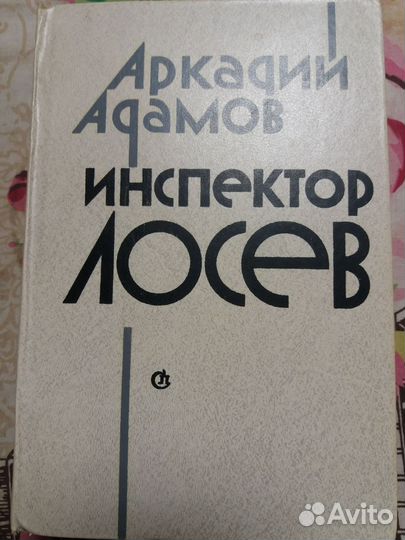 Аркадий
Адамов
инспектор
Лосев
Avito